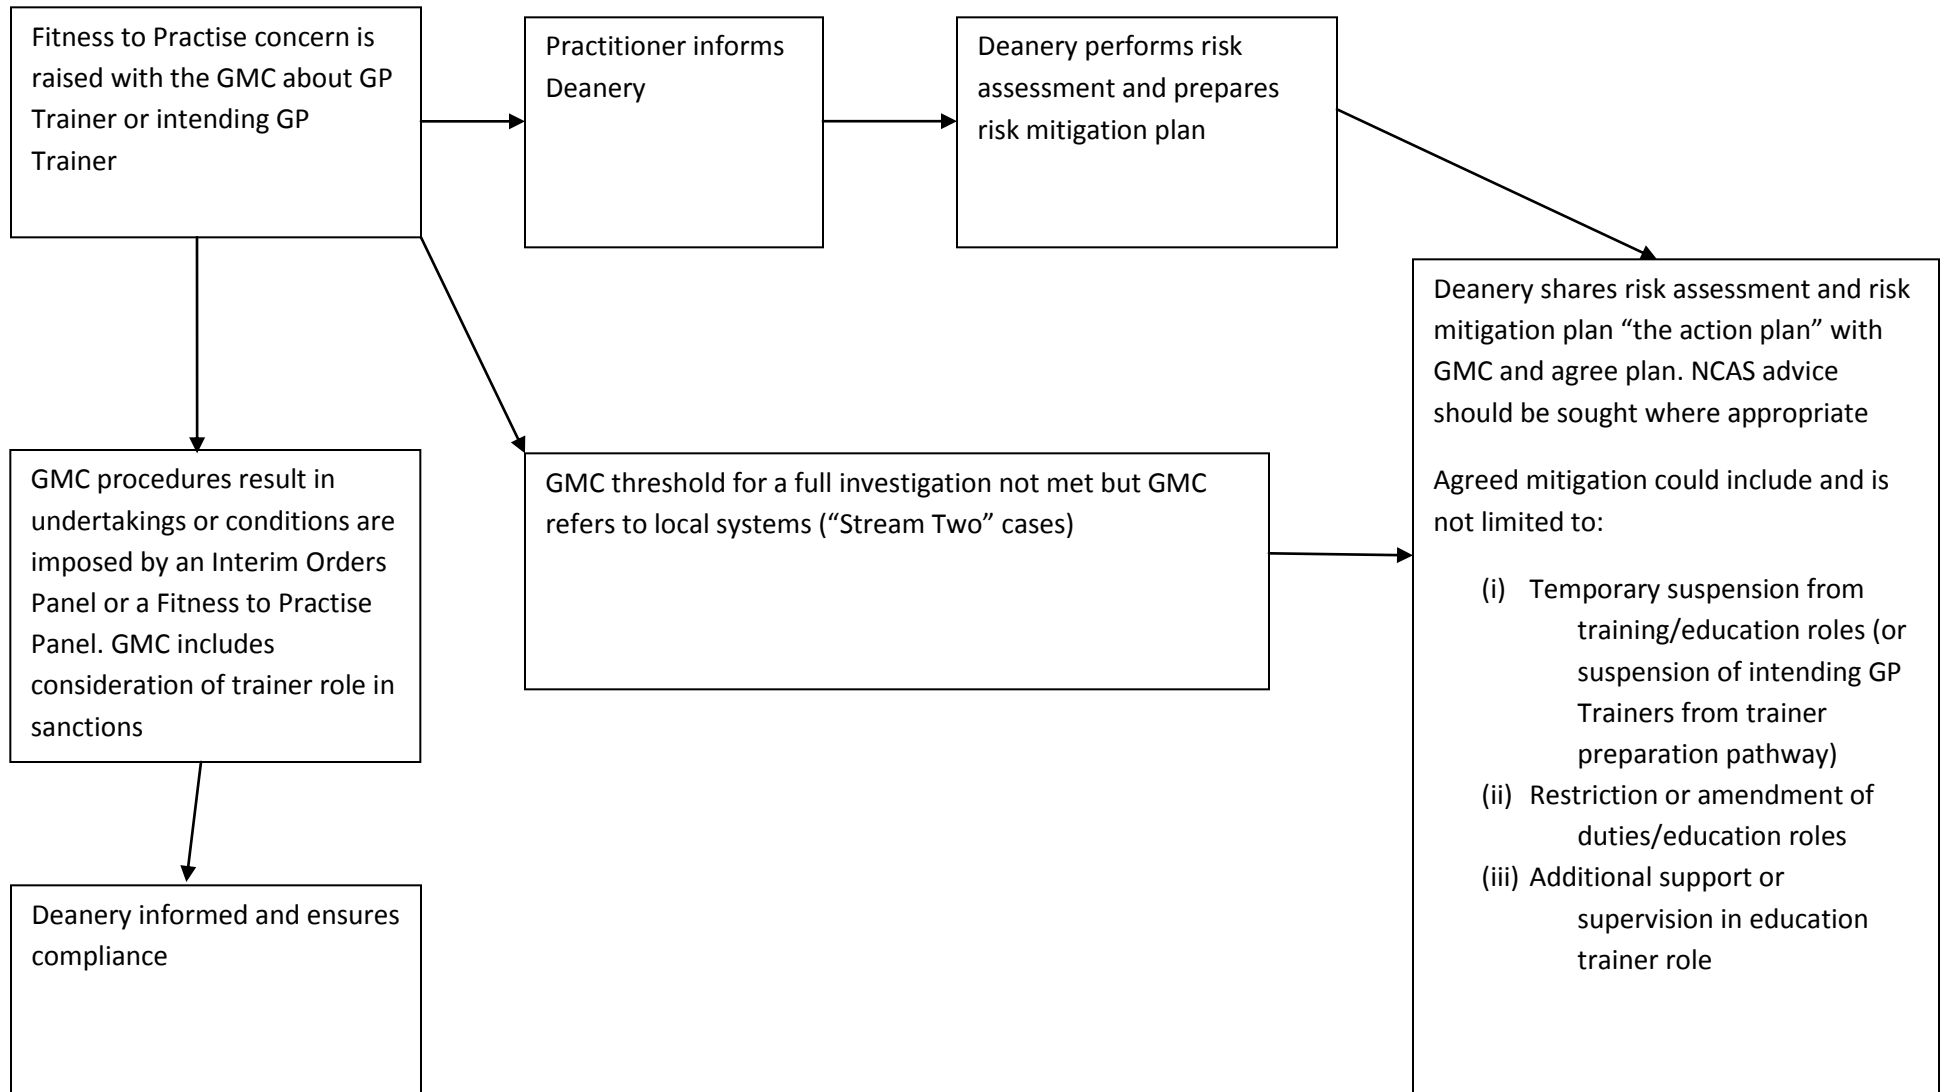 Fitness to Practise concern is
raised with the GMC about GP
Trainer or intending GP
Trainer
Practitioner informs
Deanery
Deanery performs risk
assessment and prepares
risk mitigation plan
Deanery shares risk assessment and risk
mitigation plan “the action plan” with
GMC and agree plan. NCAS advice
should be sought where appropriate
Agreed mitigation could include and is
not limited to:
(i) Temporary suspension from
training/education roles (or
suspension of intending GP
Trainers from trainer
preparation pathway)
(ii) Restriction or amendment of
duties/education roles
(iii) Additional support or
supervision in education
trainer role
GMC threshold for a full investigation not met but GMC
refers to local systems (“Stream Two” cases)
GMC procedures result in
undertakings or conditions are
imposed by an Interim Orders
Panel or a Fitness to Practise
Panel. GMC includes
consideration of trainer role in
sanctions
Deanery informed and ensures
compliance